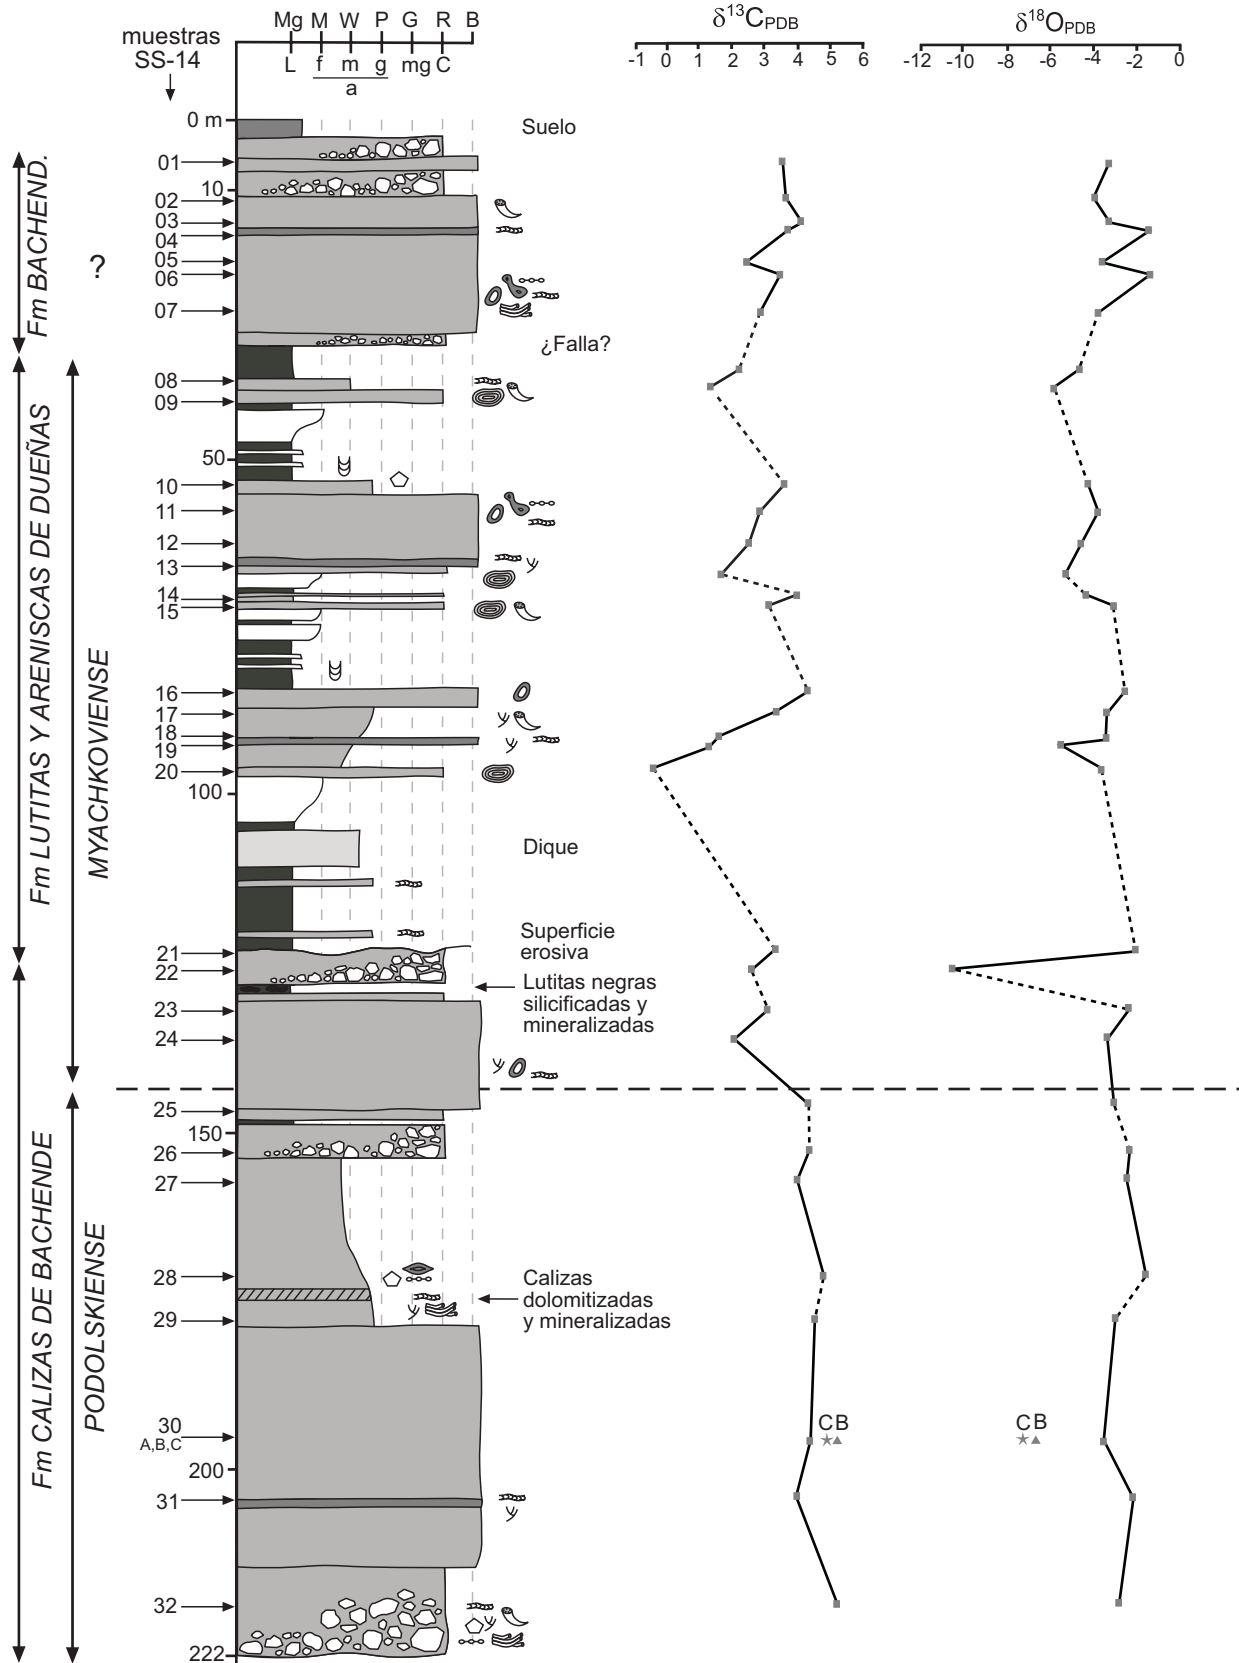 Mg M W P G R B
δ13CPDB
δ18OPDB
muestras
SS-14
L f m g mg C
a
-1 0 1 2 3 4 5 6
-12 -10 -8 -6 -4 -2 0
0 m
Suelo
01
10
02
03
04
05
06
07
Fm BACHEND.
?
¿Falla?
08
09
50
10
11
12
13
14
15
16
17
18
19
20
100
Fm LUTITAS Y ARENISCAS DE DUEÑAS
MYACHKOVIENSE
Dique
Superficie
erosiva
21
22
Lutitas negras
silicificadas y
mineralizadas
23
24
25
150
26
27
28
Calizas
dolomitizadas
y mineralizadas
29
Fm CALIZAS DE BACHENDE
PODOLSKIENSE
30
A,B,C
CB
CB
200
31
32
222